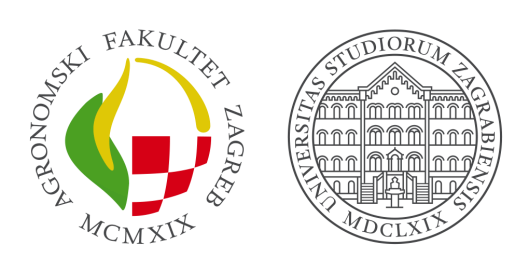 AGRONOMSKI FAKULTET ZAGREB
MCMXIX
UNIVERSITAS STUDIORUM ZAGRABIENSIS
MDCLXIX